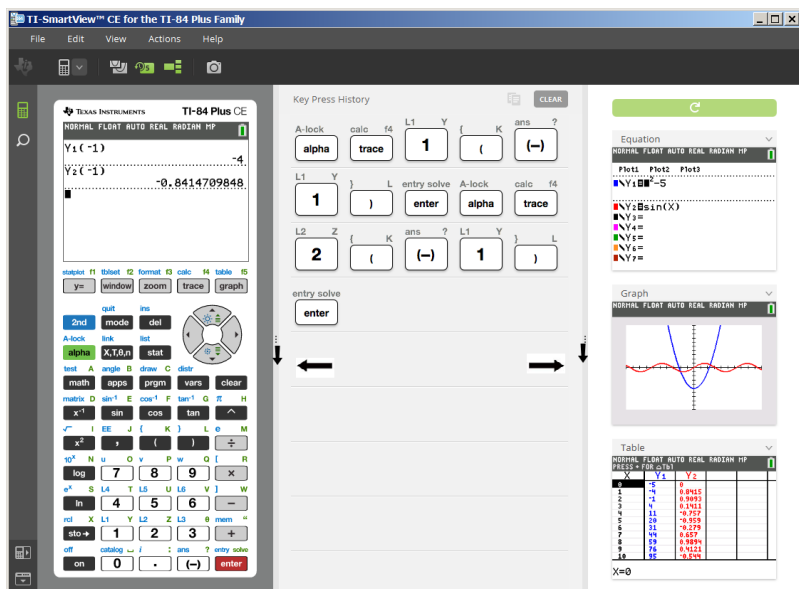 TI-SmartView™ CE for the TI-84 Plus Family
File Edit View Actions Help
TEXAS INSTRUMENTS TI-84 Plus CE
NORMAL FLOAT AUTO REAL RADIAN MP
Y₁(-1)
-4
Y₂(-1)
-0.8414709848
statplot f1 tblset f2 format f3 calc f4 table f5
y= window zoom trace graph
quit ins
2nd mode del
A-lock link list
alpha X,T,θ,n stat
test A angle B draw C distr
math apps prgm vars clear
matrix D sin⁻¹ E cos⁻¹ F tan⁻¹ G π H
x⁻¹ sin cos tan ^
√ I EE J { K } L e M
x² , ( ) ÷
10ˣ N u O v P w Q [ R
log 7 8 9 ×
eˣ S L4 T L5 U L6 V ] W
ln 4 5 6 −
rcl X L1 Y L2 Z L3 θ mem "
sto→ 1 2 3 +
off catalog i : ans ? entry solve
on 0 . (−) enter
Key Press History CLEAR
A-lock calc f4 L1 Y { K ans ?
alpha trace 1 ( (−)
L1 Y } L entry solve A-lock calc f4
1 ) enter alpha trace
L2 Z { K ans ? L1 Y } L
2 ( (−) 1 )
entry solve
enter
Equation
NORMAL FLOAT AUTO REAL RADIAN MP
Plot1 Plot2 Plot3
\Y₁=■²-5
\Y₂=sin(X)
\Y₃=
\Y₄=
\Y₅=
\Y₆=
\Y₇=
Graph
NORMAL FLOAT AUTO REAL RADIAN MP
Table
NORMAL FLOAT AUTO REAL RADIAN MP
PRESS + FOR △Tbl
X Y₁ Y₂
0 -5 0
1 -4 0.8415
2 -1 0.9093
3 4 0.1411
4 11 -0.757
5 20 -0.959
6 31 -0.279
7 44 0.657
8 59 0.9894
9 76 0.4121
10 95 -0.544
X=0